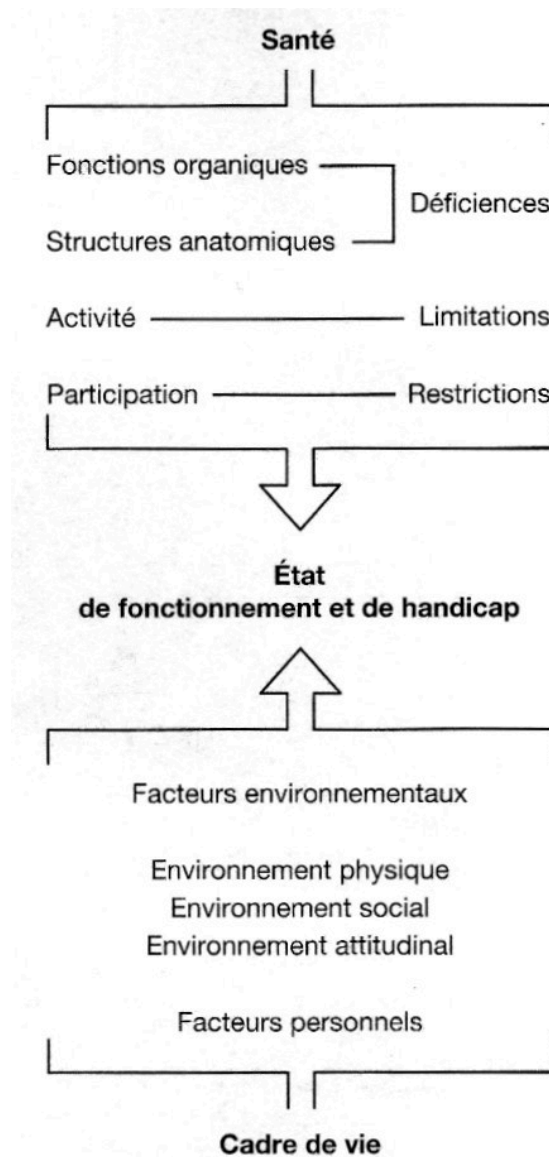 Santé
Fonctions organiques
Déficiences
Structures anatomiques
Activité Limitations
Participation Restrictions
État
de fonctionnement et de handicap
Facteurs environnementaux
Environnement physique
Environnement social
Environnement attitudinal
Facteurs personnels
Cadre de vie